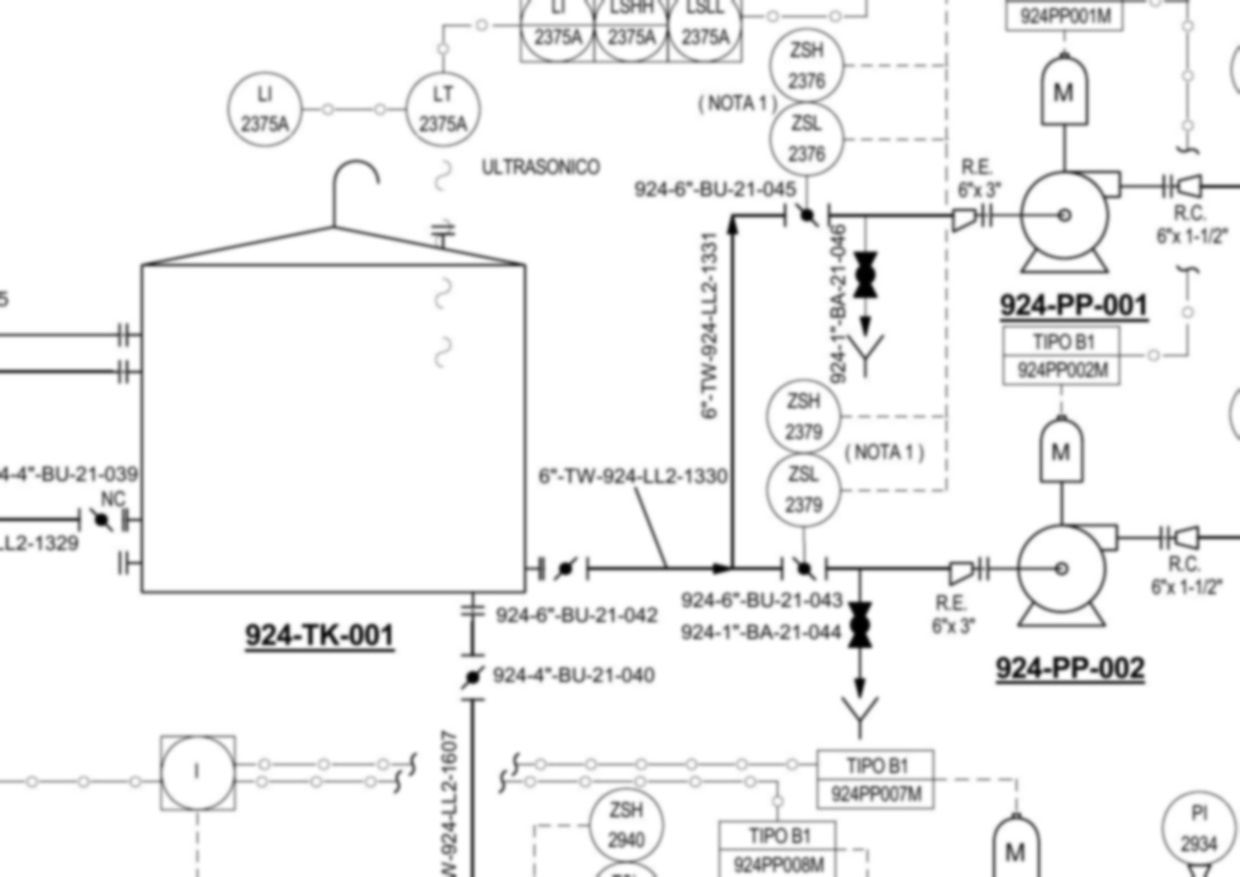 LI
LSHH
LSLL
2375A
2375A
2375A
924PP001M
ZSH
2376
( NOTA 1 )
ZSL
2376
LI
2375A
LT
2375A
M
ULTRASONICO
R.E.
6"x 3"
924-6"-BU-21-045
R.C.
6"x 1-1/2"
6"-TW-924-LL2-1331
924-1"-BA-21-046
924-PP-001
TIPO B1
924PP002M
ZSH
2379
( NOTA 1 )
ZSL
2379
M
4-4"-BU-21-039
NC
LL2-1329
6"-TW-924-LL2-1330
R.C.
6"x 1-1/2"
924-6"-BU-21-042
924-6"-BU-21-043
924-1"-BA-21-044
R.E.
6"x 3"
924-TK-001
924-PP-002
924-4"-BU-21-040
W-924-LL2-1607
I
TIPO B1
924PP007M
ZSH
2940
TIPO B1
924PP008M
M
PI
2934